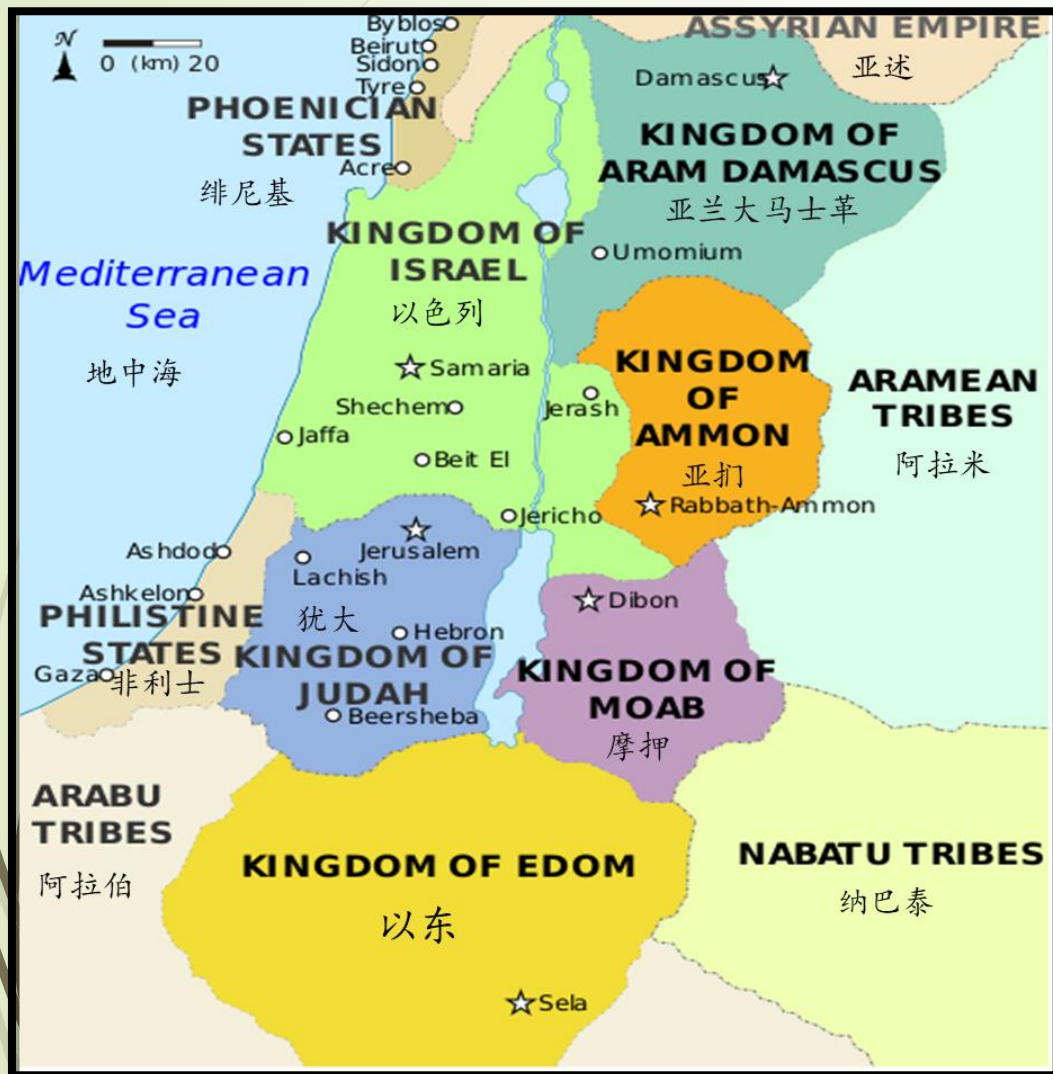 Byblos
Beirut
Sidon
Tyre
PHOENICIAN
STATES
Acre
绯尼基
N
0 (km) 20
ASSYRIAN EMPIRE
亚述
Damascus
KINGDOM OF
ARAM DAMASCUS
亚兰大马士革
Umomium
KINGDOM OF
ISRAEL
以色列
Mediterranean
Sea
地中海
Samaria
Shechem
Jaffa
Beit El
Jerash
Jericho
KINGDOM
OF
AMMON
亚扪
Rabbath-Ammon
ARAMEAN
TRIBES
阿拉米
Jerusalem
Lachish
犹大
Hebron
KINGDOM OF
JUDAH
Beersheba
Ashdod
Ashkelon
PHILISTINE
STATES
Gaza
非利士
Dibon
KINGDOM OF
MOAB
摩押
ARABU
TRIBES
阿拉伯
KINGDOM OF EDOM
以东
Sela
NABATU TRIBES
纳巴泰